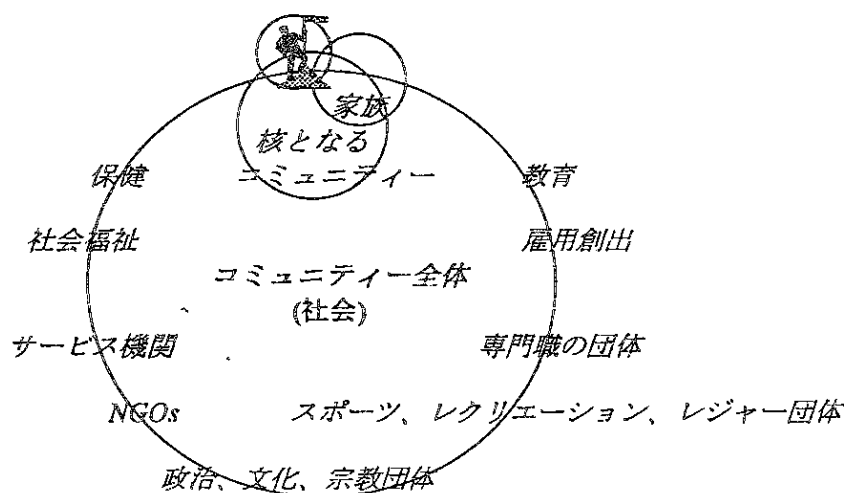 家族
核となる
コミュニティー
保健
教育
社会福祉
雇用創出
コミュニティー全体
(社会)
サービス機関
専門職の団体
NGOs
スポーツ、レクリエーション、レジャー団体
政治、文化、宗教団体